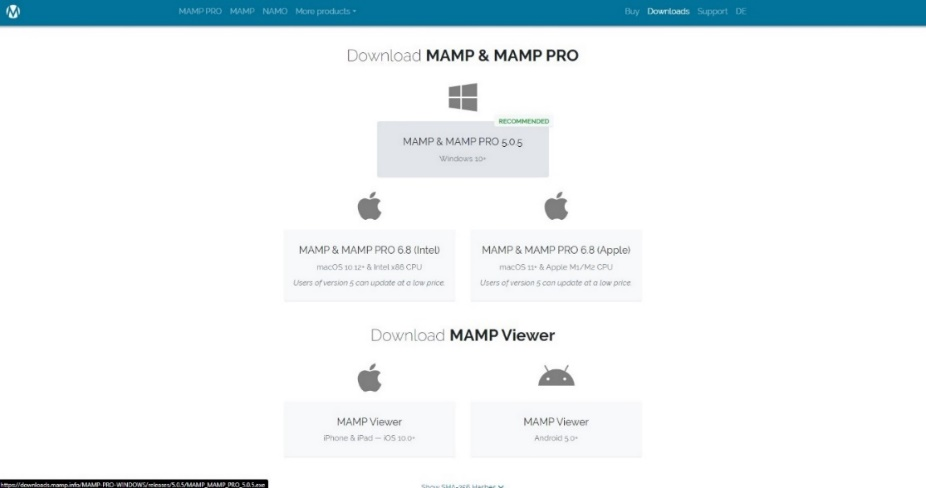 MAMP PRO MAMP NAMO More products Buy Downloads Support DE
Download MAMP & MAMP PRO
RECOMMENDED
MAMP & MAMP PRO 5.0.5
Windows 10+
MAMP & MAMP PRO 6.8 (Intel) MAMP & MAMP PRO 6.8 (Apple)
macOS 10.12+ & Intel x86 CPU macOS 11+ & Apple M1/M2 CPU
Users of version 5 can update at a low price. Users of version 5 can update at a low price.
Download MAMP Viewer
MAMP Viewer MAMP Viewer
iPhone & iPad — iOS 10.0+ Android 5.0+
Show SHA-256 Hashes
https://downloads.mamp.info/MAMP-PRO-WINDOWS/releases/5.0.5/MAMP_MAMP_PRO_5.0.5.exe